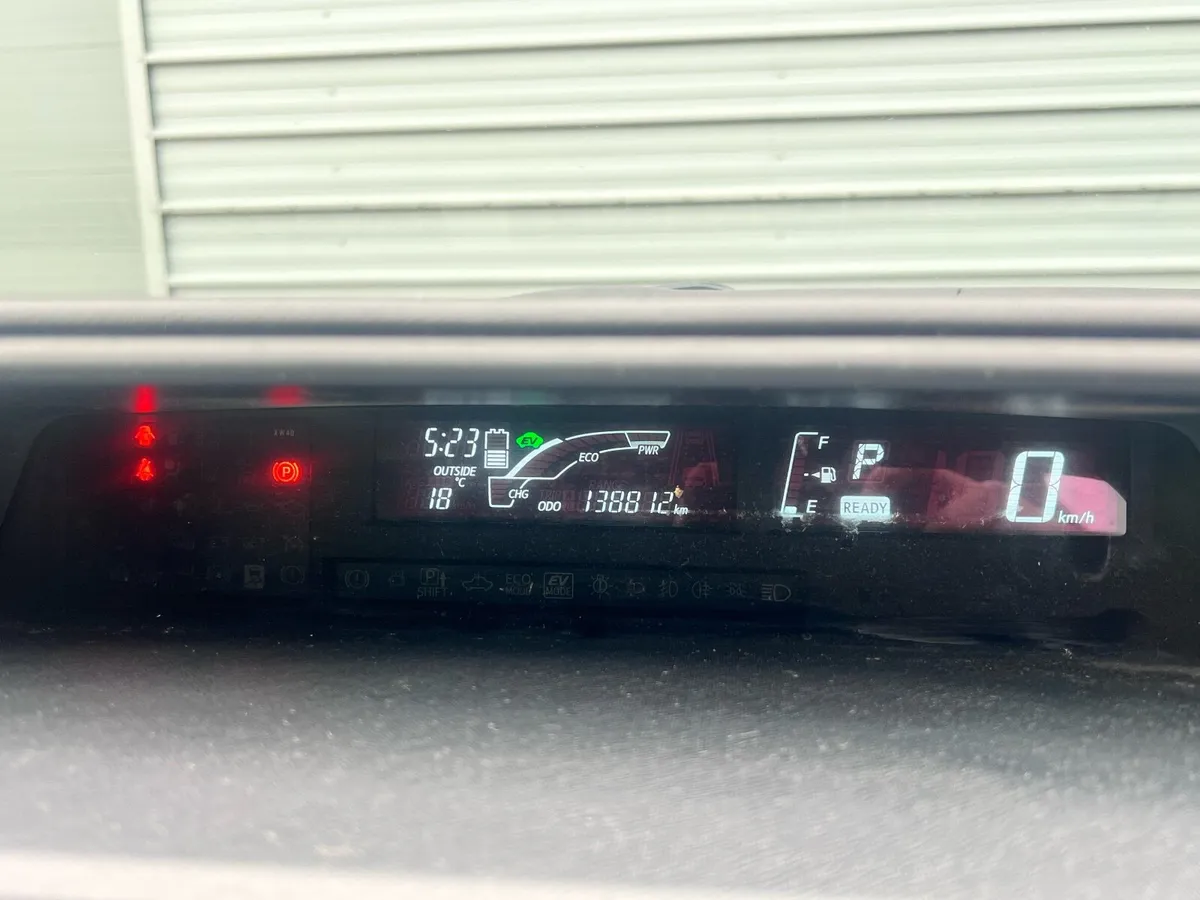 5:23
EV
PWR
ECO
OUTSIDE
°C
18
CHG
ODO 138812 km
F
P
E
READY
0 km/h
P
SHIFT
ECO
MODE
EV
MODE